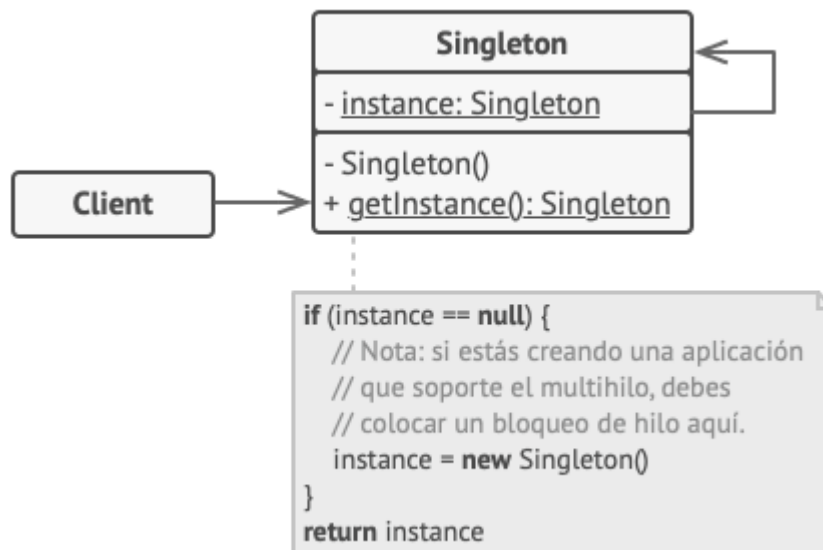 Singleton
- instance: Singleton
- Singleton()
+ getInstance(): Singleton
Client
if (instance == null) {
// Nota: si estás creando una aplicación
// que soporte el multihilo, debes
// colocar un bloqueo de hilo aquí.
instance = new Singleton()
}
return instance